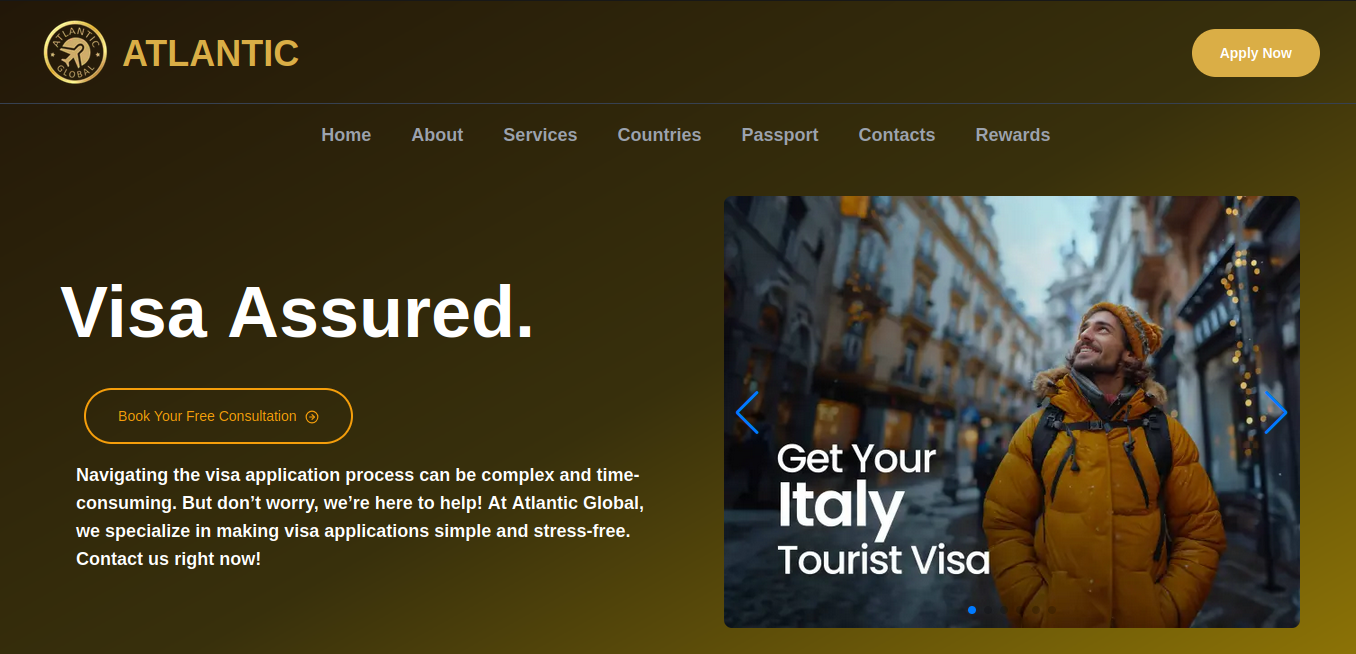 ATLANTIC
GLOBAL
ATLANTIC
Apply Now
Home About Services Countries Passport Contacts Rewards
Visa Assured.
Book Your Free Consultation
Navigating the visa application process can be complex and time-
consuming. But don’t worry, we’re here to help! At Atlantic Global,
we specialize in making visa applications simple and stress-free.
Contact us right now!
Get Your
Italy
Tourist Visa